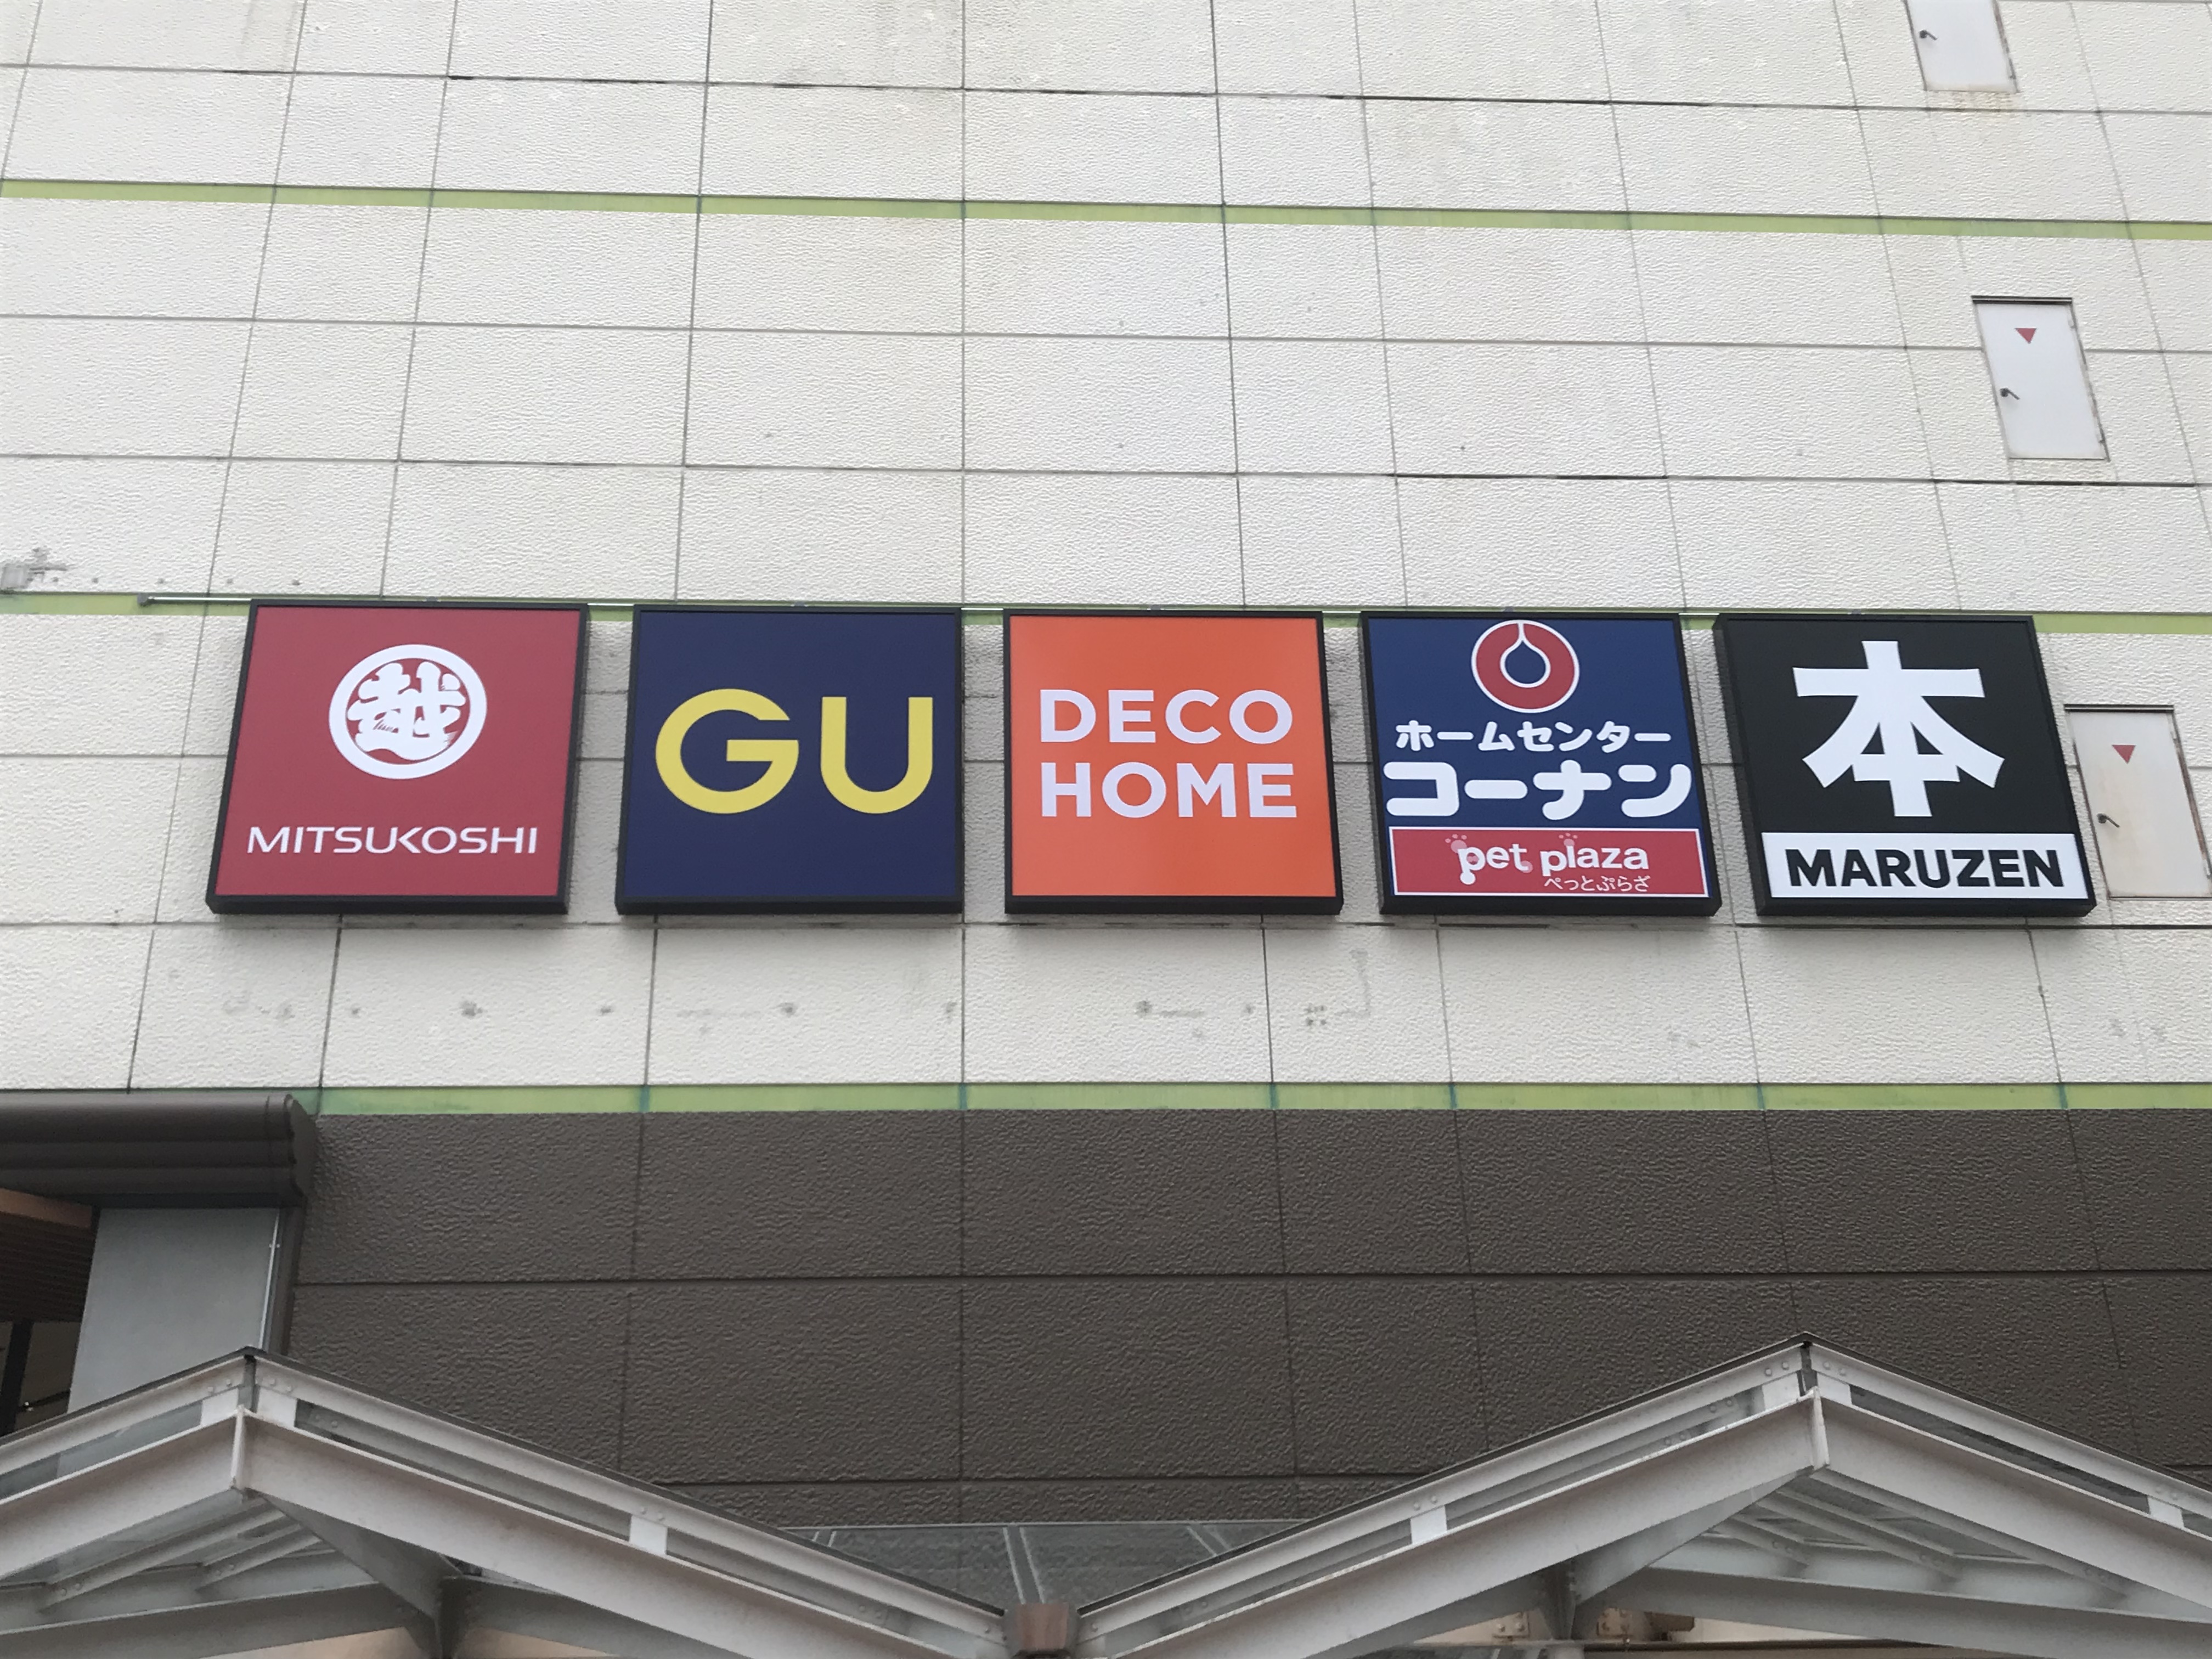 越
MITSUKOSHI
GU
DECO
HOME
ホームセンター
コーナン
pet plaza
ぺっとぷらざ
本
MARUZEN